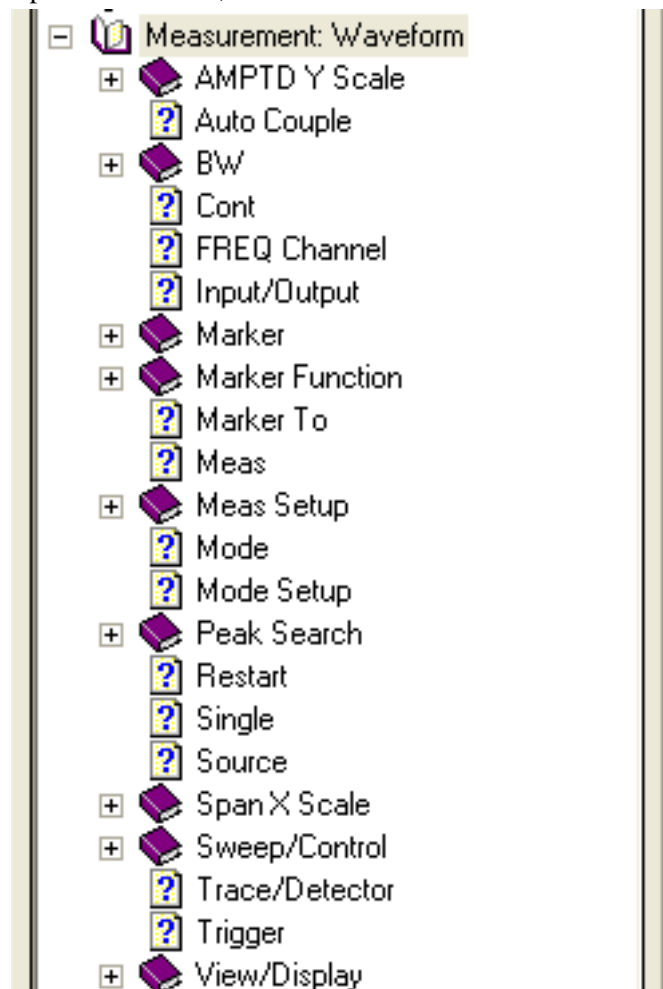 Measurement: Waveform
AMPTD Y Scale
Auto Couple
BW
Cont
FREQ Channel
Input/Output
Marker
Marker Function
Marker To
Meas
Meas Setup
Mode
Mode Setup
Peak Search
Restart
Single
Source
Span X Scale
Sweep/Control
Trace/Detector
Trigger
View/Display